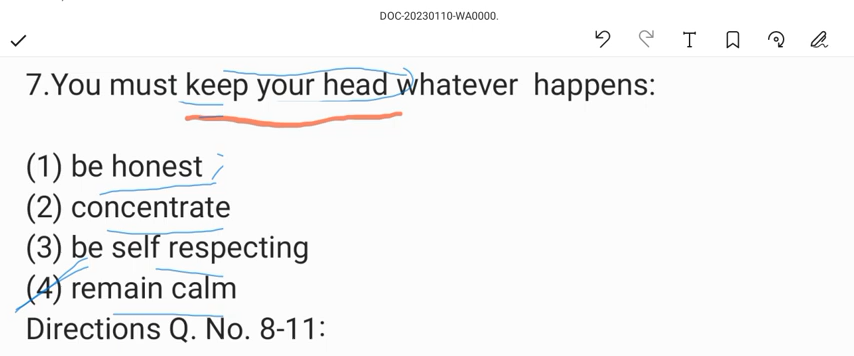 DOC-20230110-WA0000.
T
7.You must keep your head whatever happens:
(1) be honest
(2) concentrate
(3) be self respecting
(4) remain calm
Directions Q. No. 8-11: